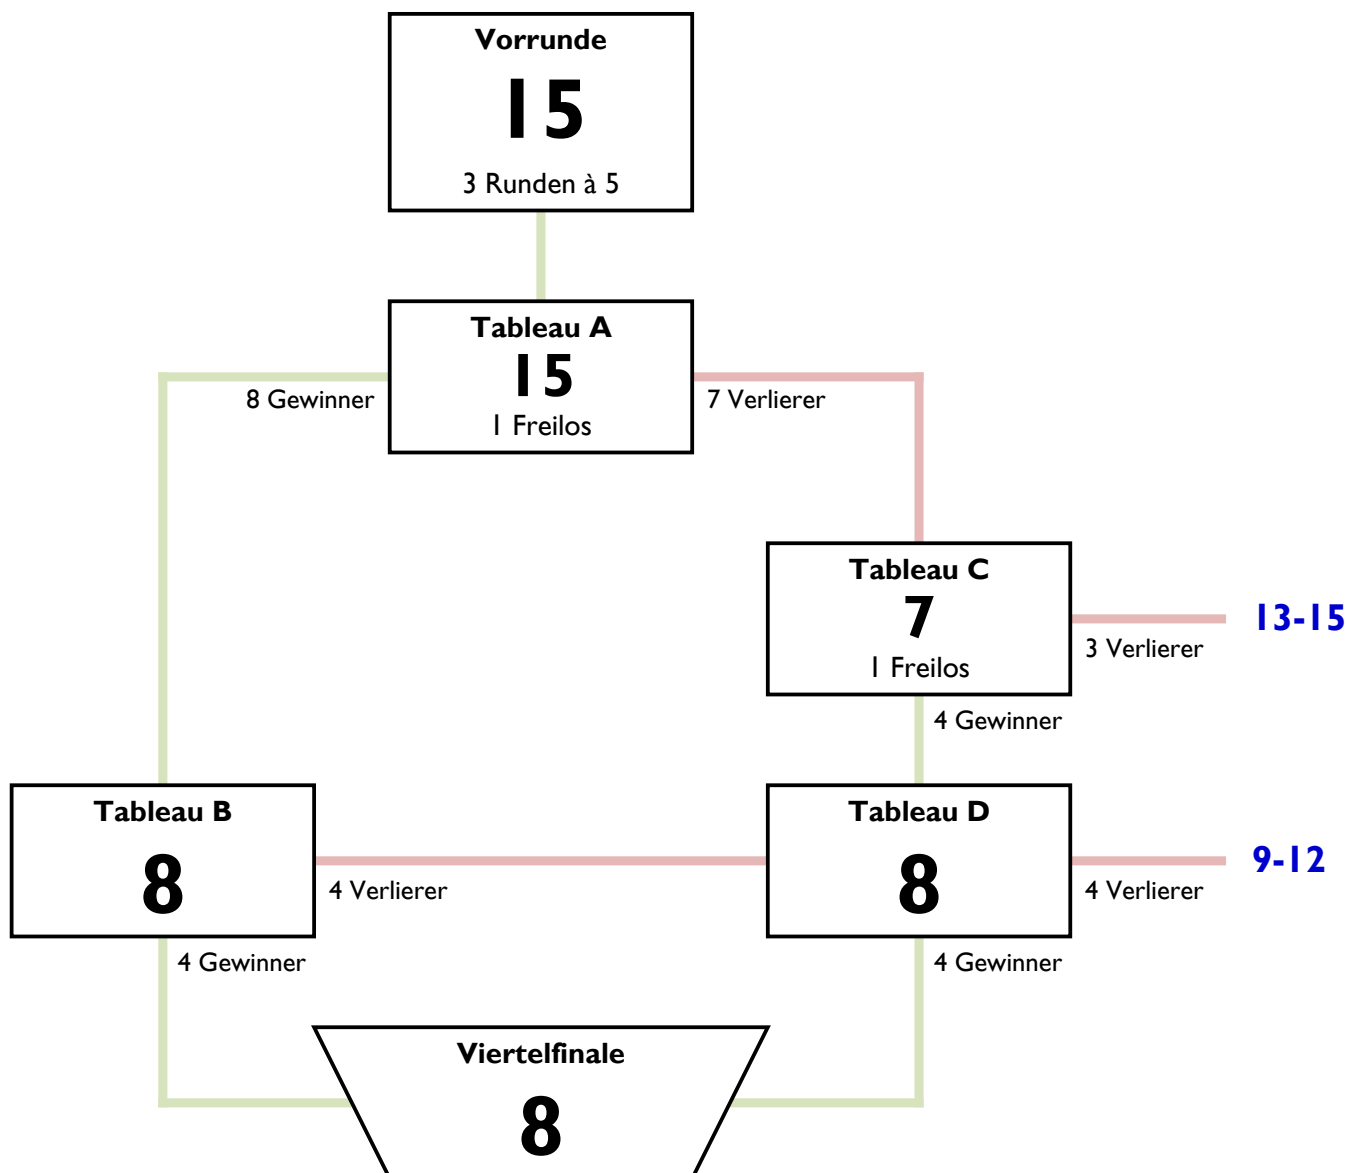 Vorrunde
15
3 Runden à 5
Tableau A
15
1 Freilos
8 Gewinner
7 Verlierer
Tableau C
7
1 Freilos
13-15
3 Verlierer
4 Gewinner
Tableau B
8
4 Verlierer
4 Gewinner
Tableau D
8
9-12
4 Verlierer
4 Gewinner
Viertelfinale
8